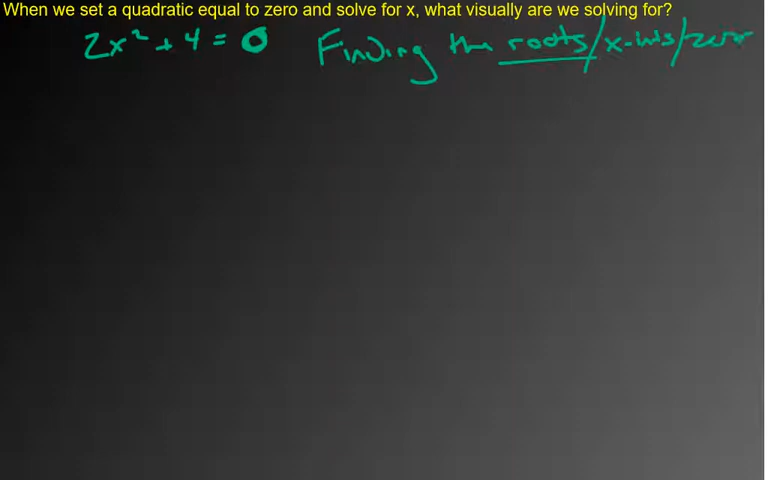 When we set a quadratic equal to zero and solve for x, what visually are we solving for?
2x² + 4 = 0 Finding the roots/x-ints/zeros